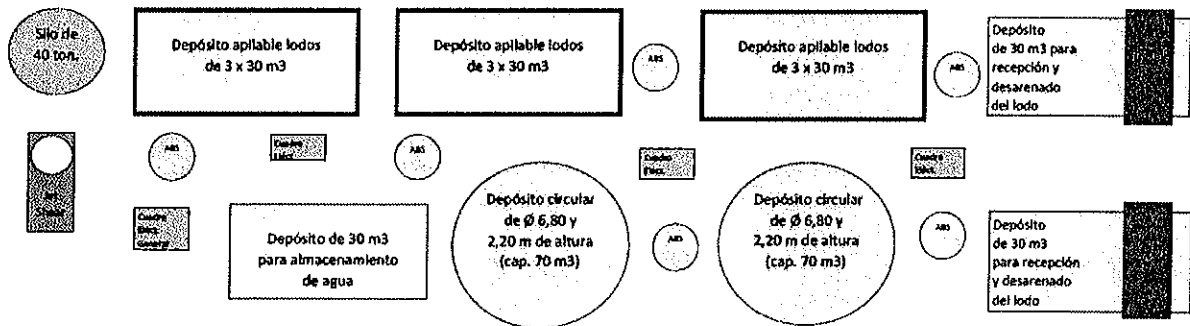 Silo de
40 ton.
Depósito apilable lodos
de 3 x 30 m3
Depósito apilable lodos
de 3 x 30 m3
ABS
Depósito apilable lodos
de 3 x 30 m3
ABS
Depósito
de 30 m3 para
recepción y
desarenado
del lodo
ABS
Cuadro
Eléct.
ABS
Cuadro
Eléct.
Cuadro
Eléct.
Jet
Shear
Cuadro
Eléct.
General
Depósito de 30 m3
para almacenamiento
de agua
Depósito circular
de Ø 6,80 y
2,20 m de altura
(cap. 70 m3)
ABS
Depósito circular
de Ø 6,80 y
2,20 m de altura
(cap. 70 m3)
ABS
Depósito
de 30 m3
para recepción
y desarenado
del lodo